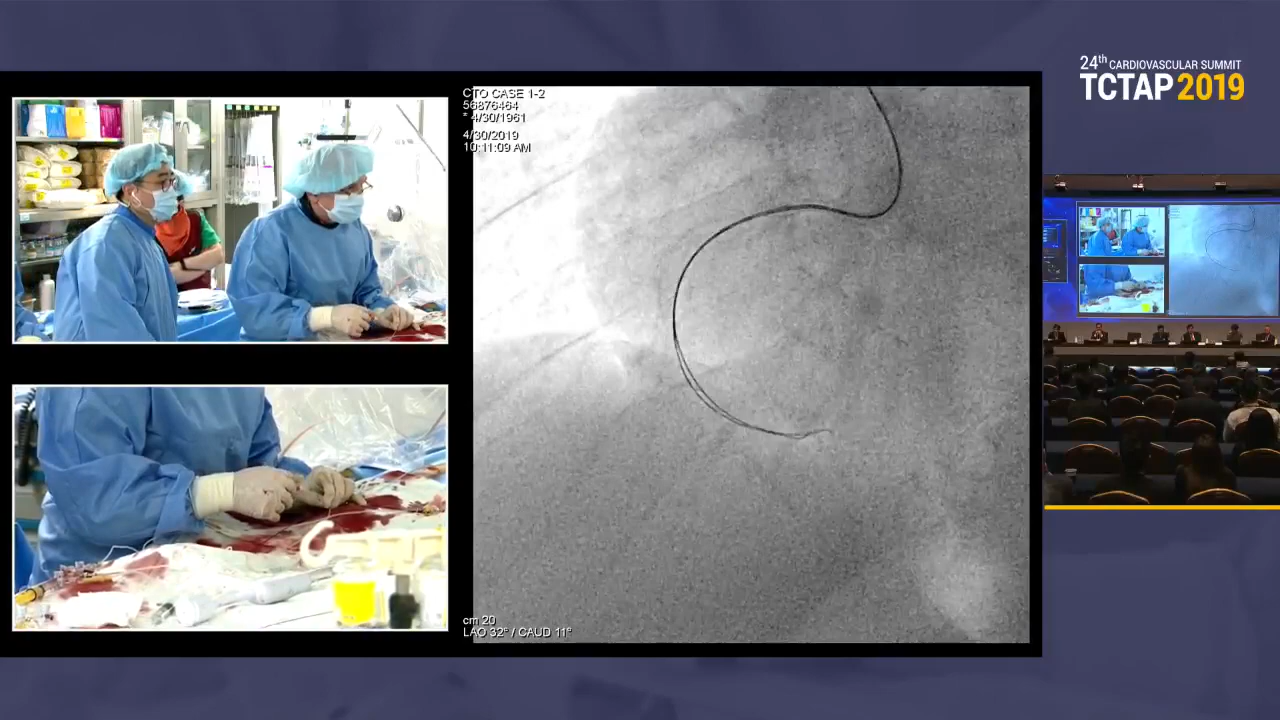 24th CARDIOVASCULAR SUMMIT
TCTAP 2019
CTO CASE 1-2
56876464
* 4/30/1961
4/30/2019
10:11:09 AM
cm 20
LAO 32° / CAUD 11°